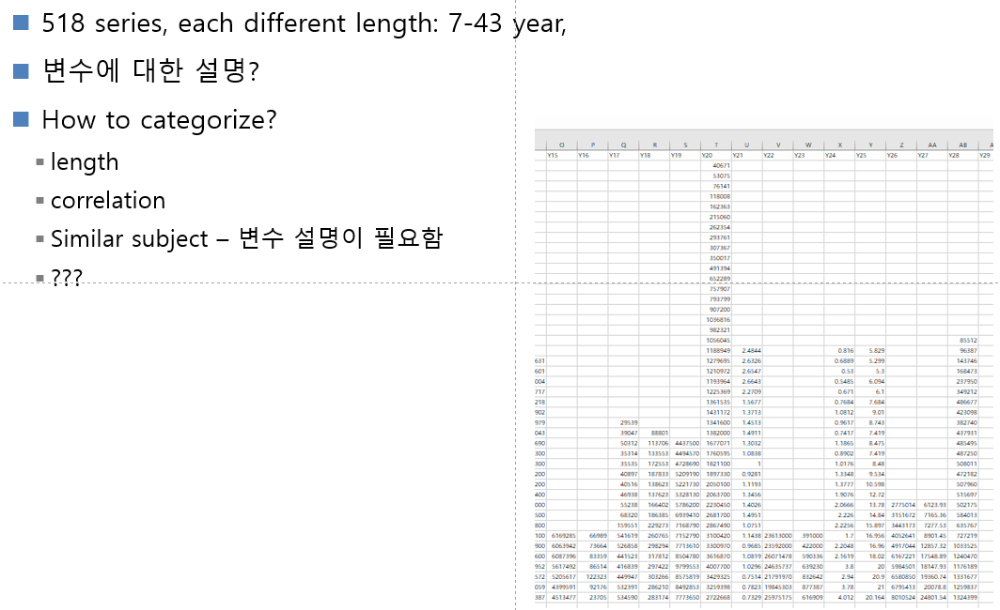 518 series, each different length: 7-43 year,
변수에 대한 설명?
How to categorize?
length
correlation
Similar subject – 변수 설명이 필요함
???
O P Q R S T U V W X Y Z AA AB
Y15 Y16 Y17 Y18 Y19 Y20 Y21 Y22 Y23 Y24 Y25 Y26 Y27 Y28 Y29
40671
53075
76141
118008
162363
215060
262354
293761
307367
350017
491394
652289
757907
793799
907200
1036816
982321
1056045 85512
1188949 2.4844 0.816 5.829 96387
631 1279695 2.6326 0.6889 5.299 143746
601 1210972 2.6547 0.53 5.3 168473
004 1193964 2.6643 0.5485 6.094 237950
717 1225369 2.2709 0.671 6.1 349212
218 1361535 1.5677 0.7684 7.684 486677
902 1431172 1.3713 1.0812 9.01 423098
979 29539 1341600 1.4513 0.9617 8.743 382740
043 39047 88801 1382000 1.4911 0.7417 7.419 437931
690 50312 113706 4437500 1677071 1.3032 1.1865 8.475 485495
300 35314 133553 4494570 1760595 1.0838 0.8902 7.419 487250
300 35535 172553 4728690 1821100 1 1.0176 8.48 508011
200 40897 187833 5209190 1897330 0.9281 1.3348 9.534 472182
200 40516 138623 5221730 2050100 1.1193 1.3777 10.598 507960
400 46938 137623 5328130 2063700 1.3456 1.9076 12.72 515697
000 55238 166402 5786200 2230450 1.4026 2.0666 13.78 2775014 6123.93 502175
500 68320 186385 6939410 2681700 1.4951 2.226 14.84 3151672 7165.36 584013
800 159551 229273 7168790 2867490 1.0753 2.2256 15.897 3443173 7277.53 635767
100 6169285 66989 541619 260765 7152790 3100420 1.1438 23613000 391000 1.7 16.956 4052641 8901.45 727219
900 6063942 73664 526858 298294 7713610 3300970 0.9685 23592000 422000 2.2048 16.96 4917044 12857.32 1033525
600 6087396 83359 441523 317812 8504780 3616870 1.0819 26071478 590336 2.1619 18.02 6167221 17548.89 1240470
952 5617492 86514 416839 297422 9799553 4007700 1.0296 24635737 639230 3.8 20 5984501 18147.93 1176189
572 5205617 122323 449947 303266 8575819 3429325 0.7514 21791970 832642 2.94 20.9 6580850 19360.74 1331677
059 4399591 92176 532391 286210 8492853 3259398 0.7823 19845303 877387 3.78 21 6795413 20078.8 1259837
387 4513477 23705 534590 283174 7773650 2722668 0.7329 25975175 616909 4.012 20.164 8010524 24801.54 1324399